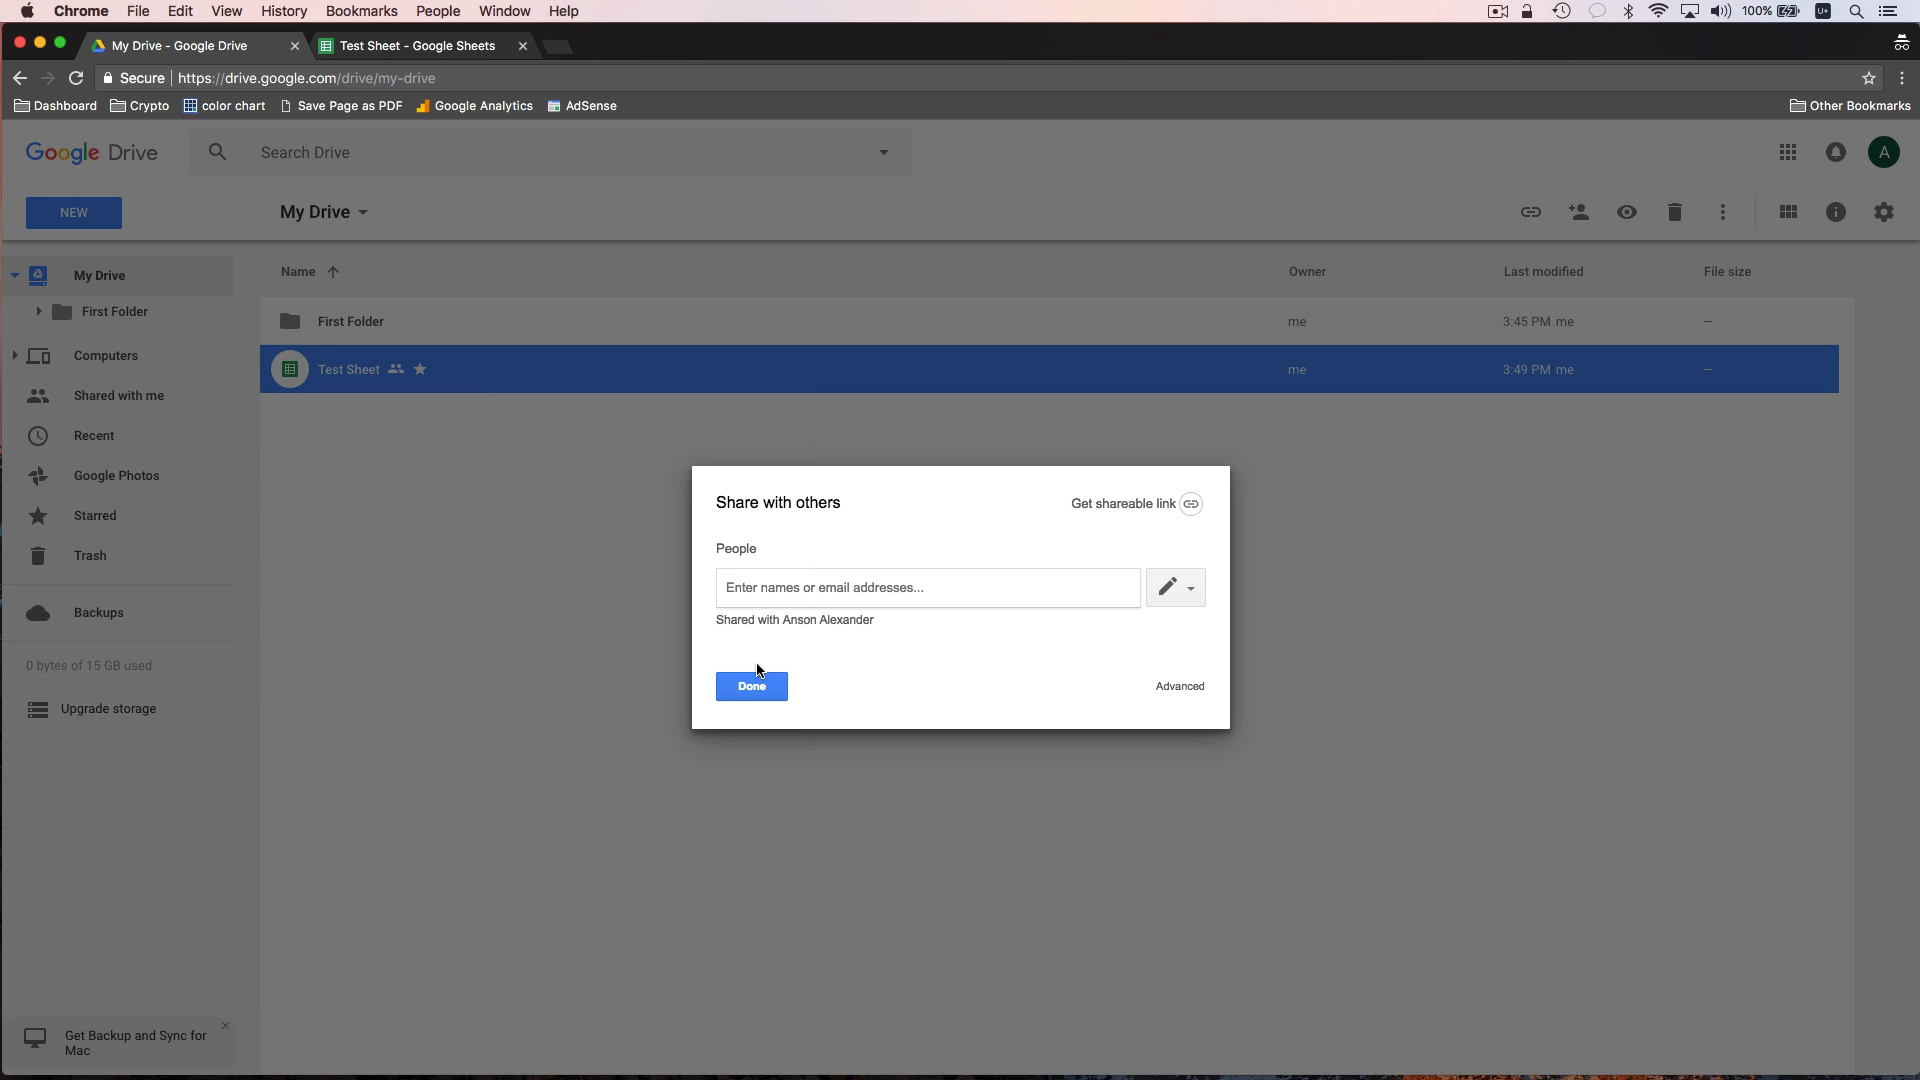 Chrome File Edit View History Bookmarks People Window Help 100% U+
My Drive - Google Drive Test Sheet - Google Sheets
Secure https://drive.google.com/drive/my-drive
Dashboard Crypto color chart Save Page as PDF Google Analytics AdSense Other Bookmarks
Google Drive Search Drive A
NEW My Drive
My Drive Name Owner Last modified File size
First Folder First Folder me 3:45 PM me –
Computers Test Sheet me 3:49 PM me –
Shared with me
Recent
Google Photos
Starred
Trash
Backups
0 bytes of 15 GB used
Upgrade storage
Get Backup and Sync for
Mac
Share with others Get shareable link
People
Enter names or email addresses...
Shared with Anson Alexander
Done Advanced